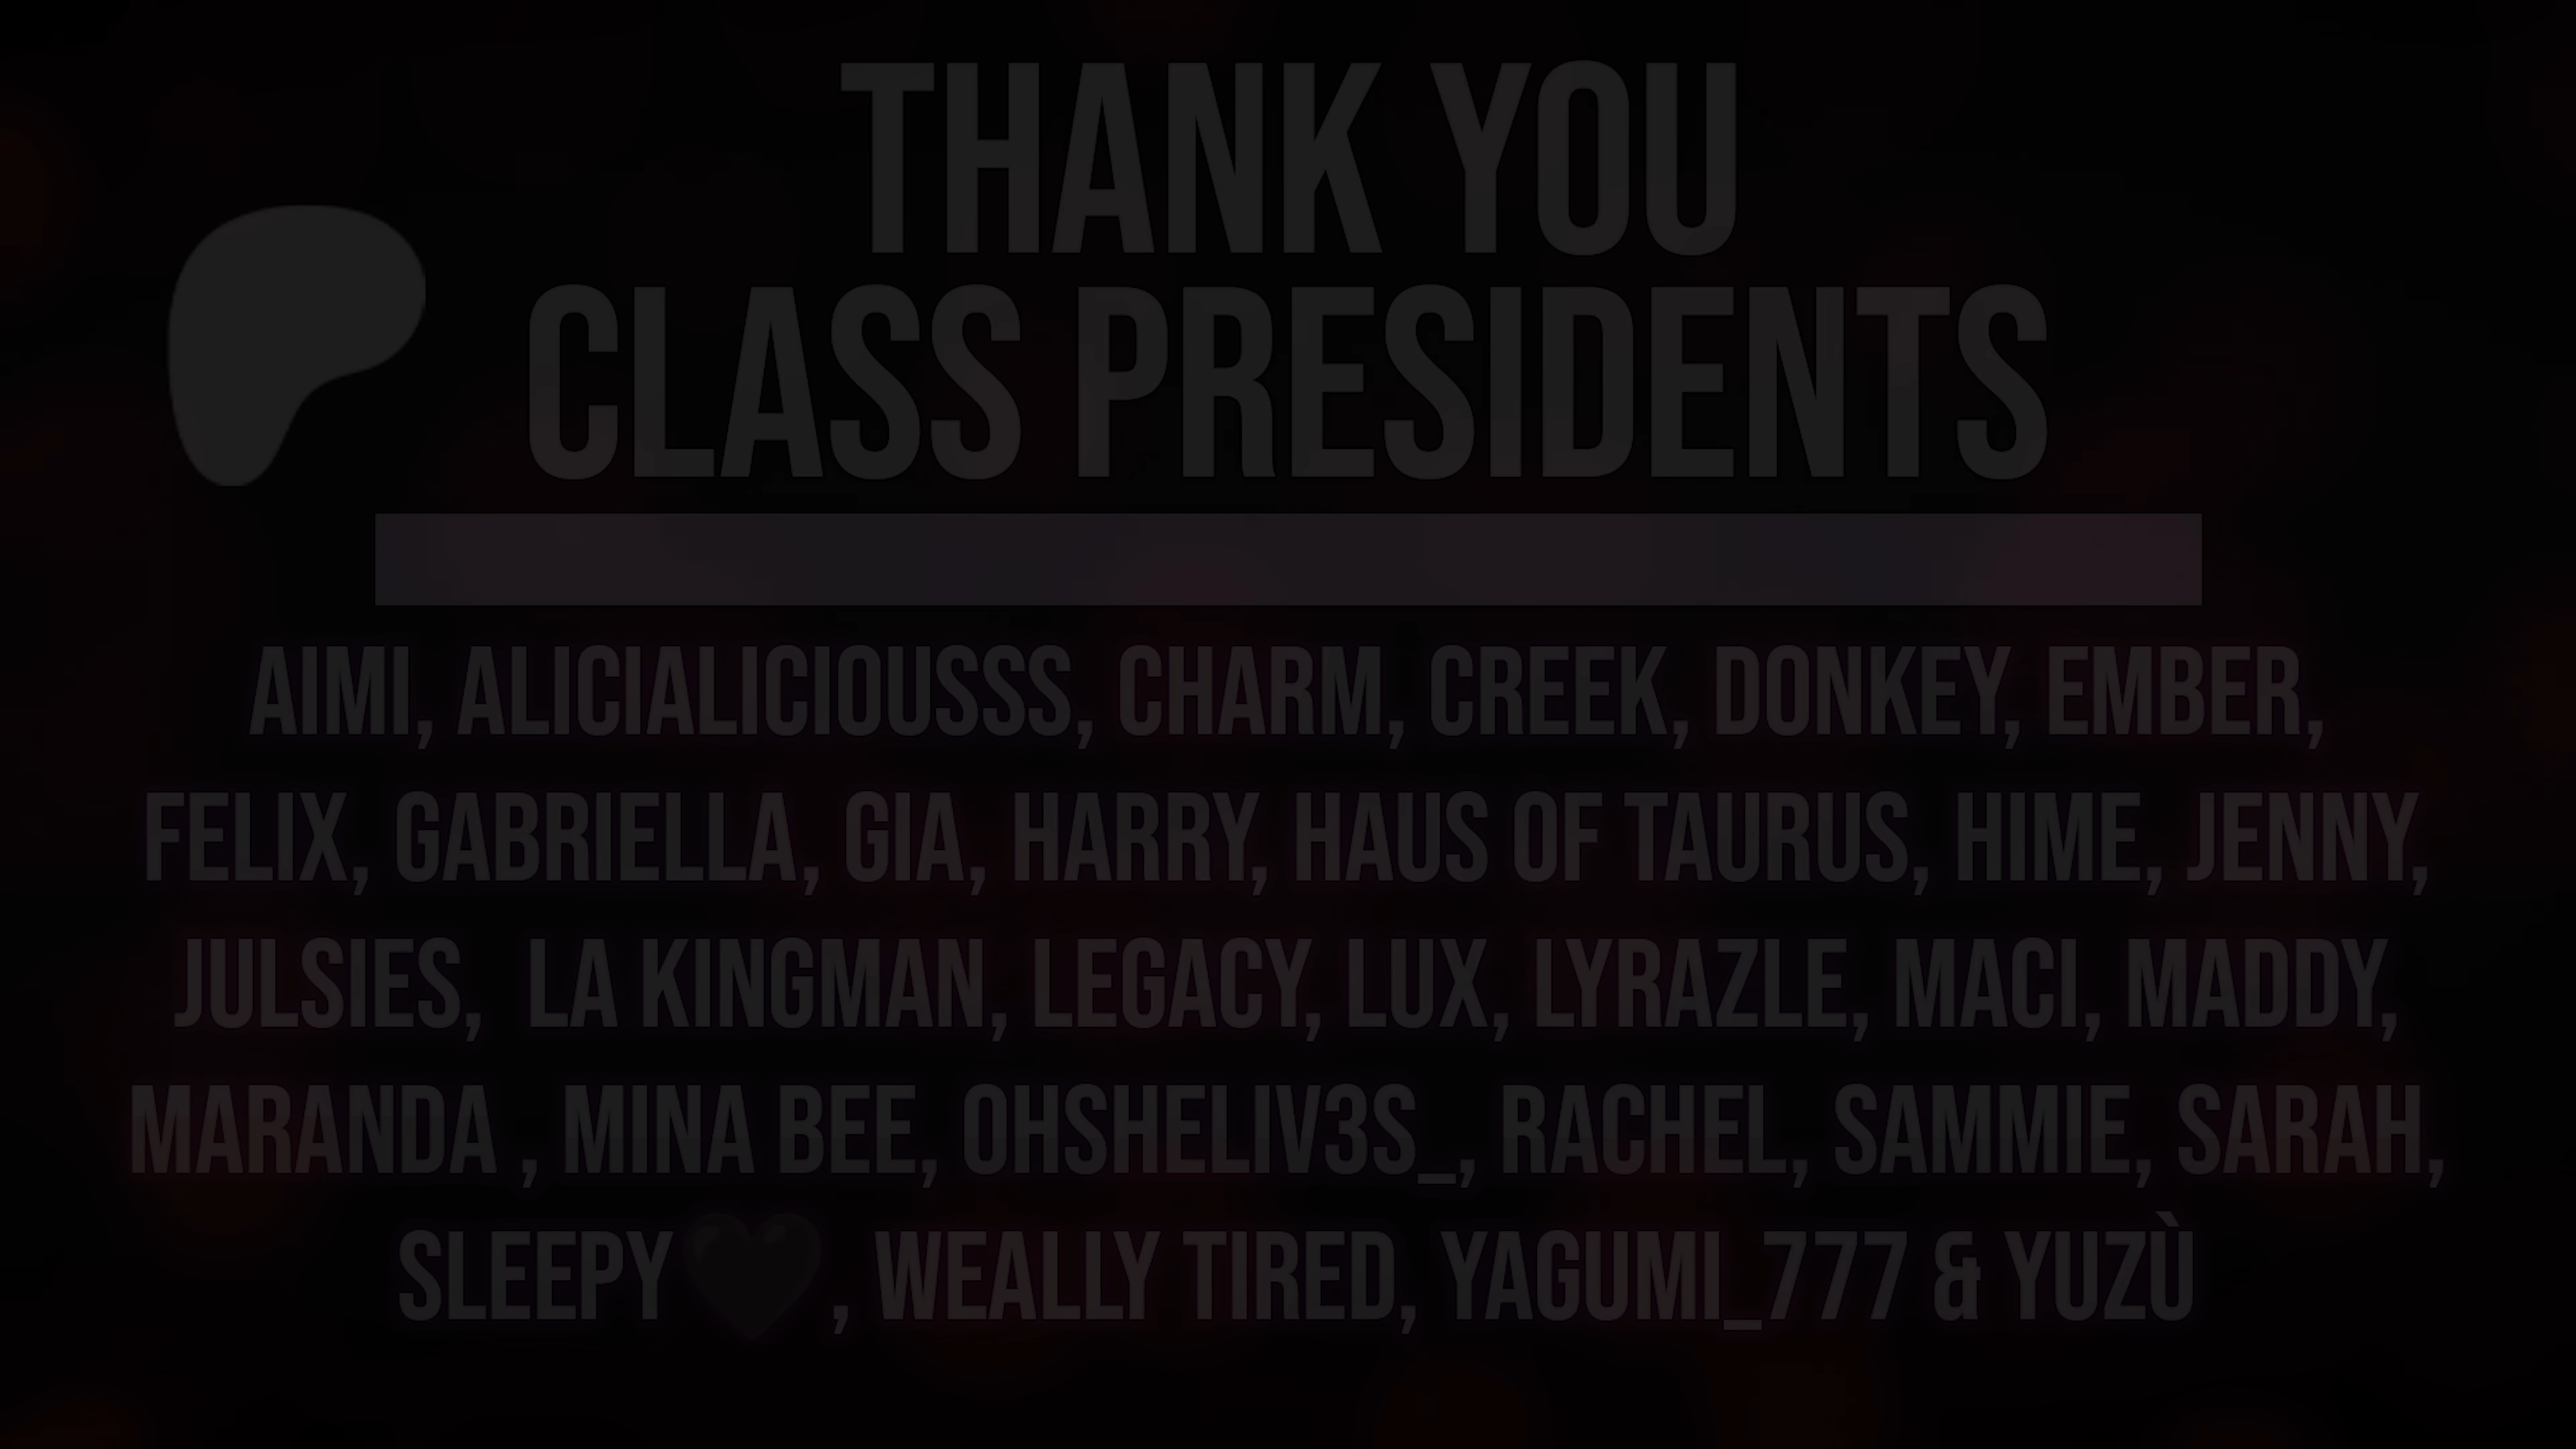 THANK YOU
CLASS PRESIDENTS
AIMI, ALICIALICIOUSSS, CHARM, CREEK, DONKEY, EMBER,
FELIX, GABRIELLA, GIA, HARRY, HAUS OF TAURUS, HIME, JENNY,
JULSIES, LA KINGMAN, LEGACY, LUX, LYRAZLE, MACI, MADDY,
MARANDA , MINA BEE, OHSHELIV3S_, RACHEL, SAMMIE, SARAH,
SLEEPY🖤, WEALLY TIRED, YAGUMI_777 & YUZÙ